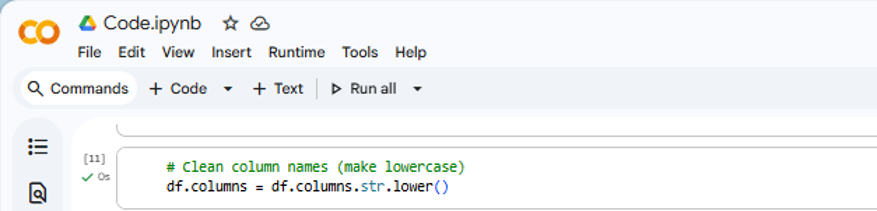 Code.ipynb
File Edit View Insert Runtime Tools Help
Commands + Code + Text Run all
[11]
# Clean column names (make lowercase)
0s
df.columns = df.columns.str.lower()